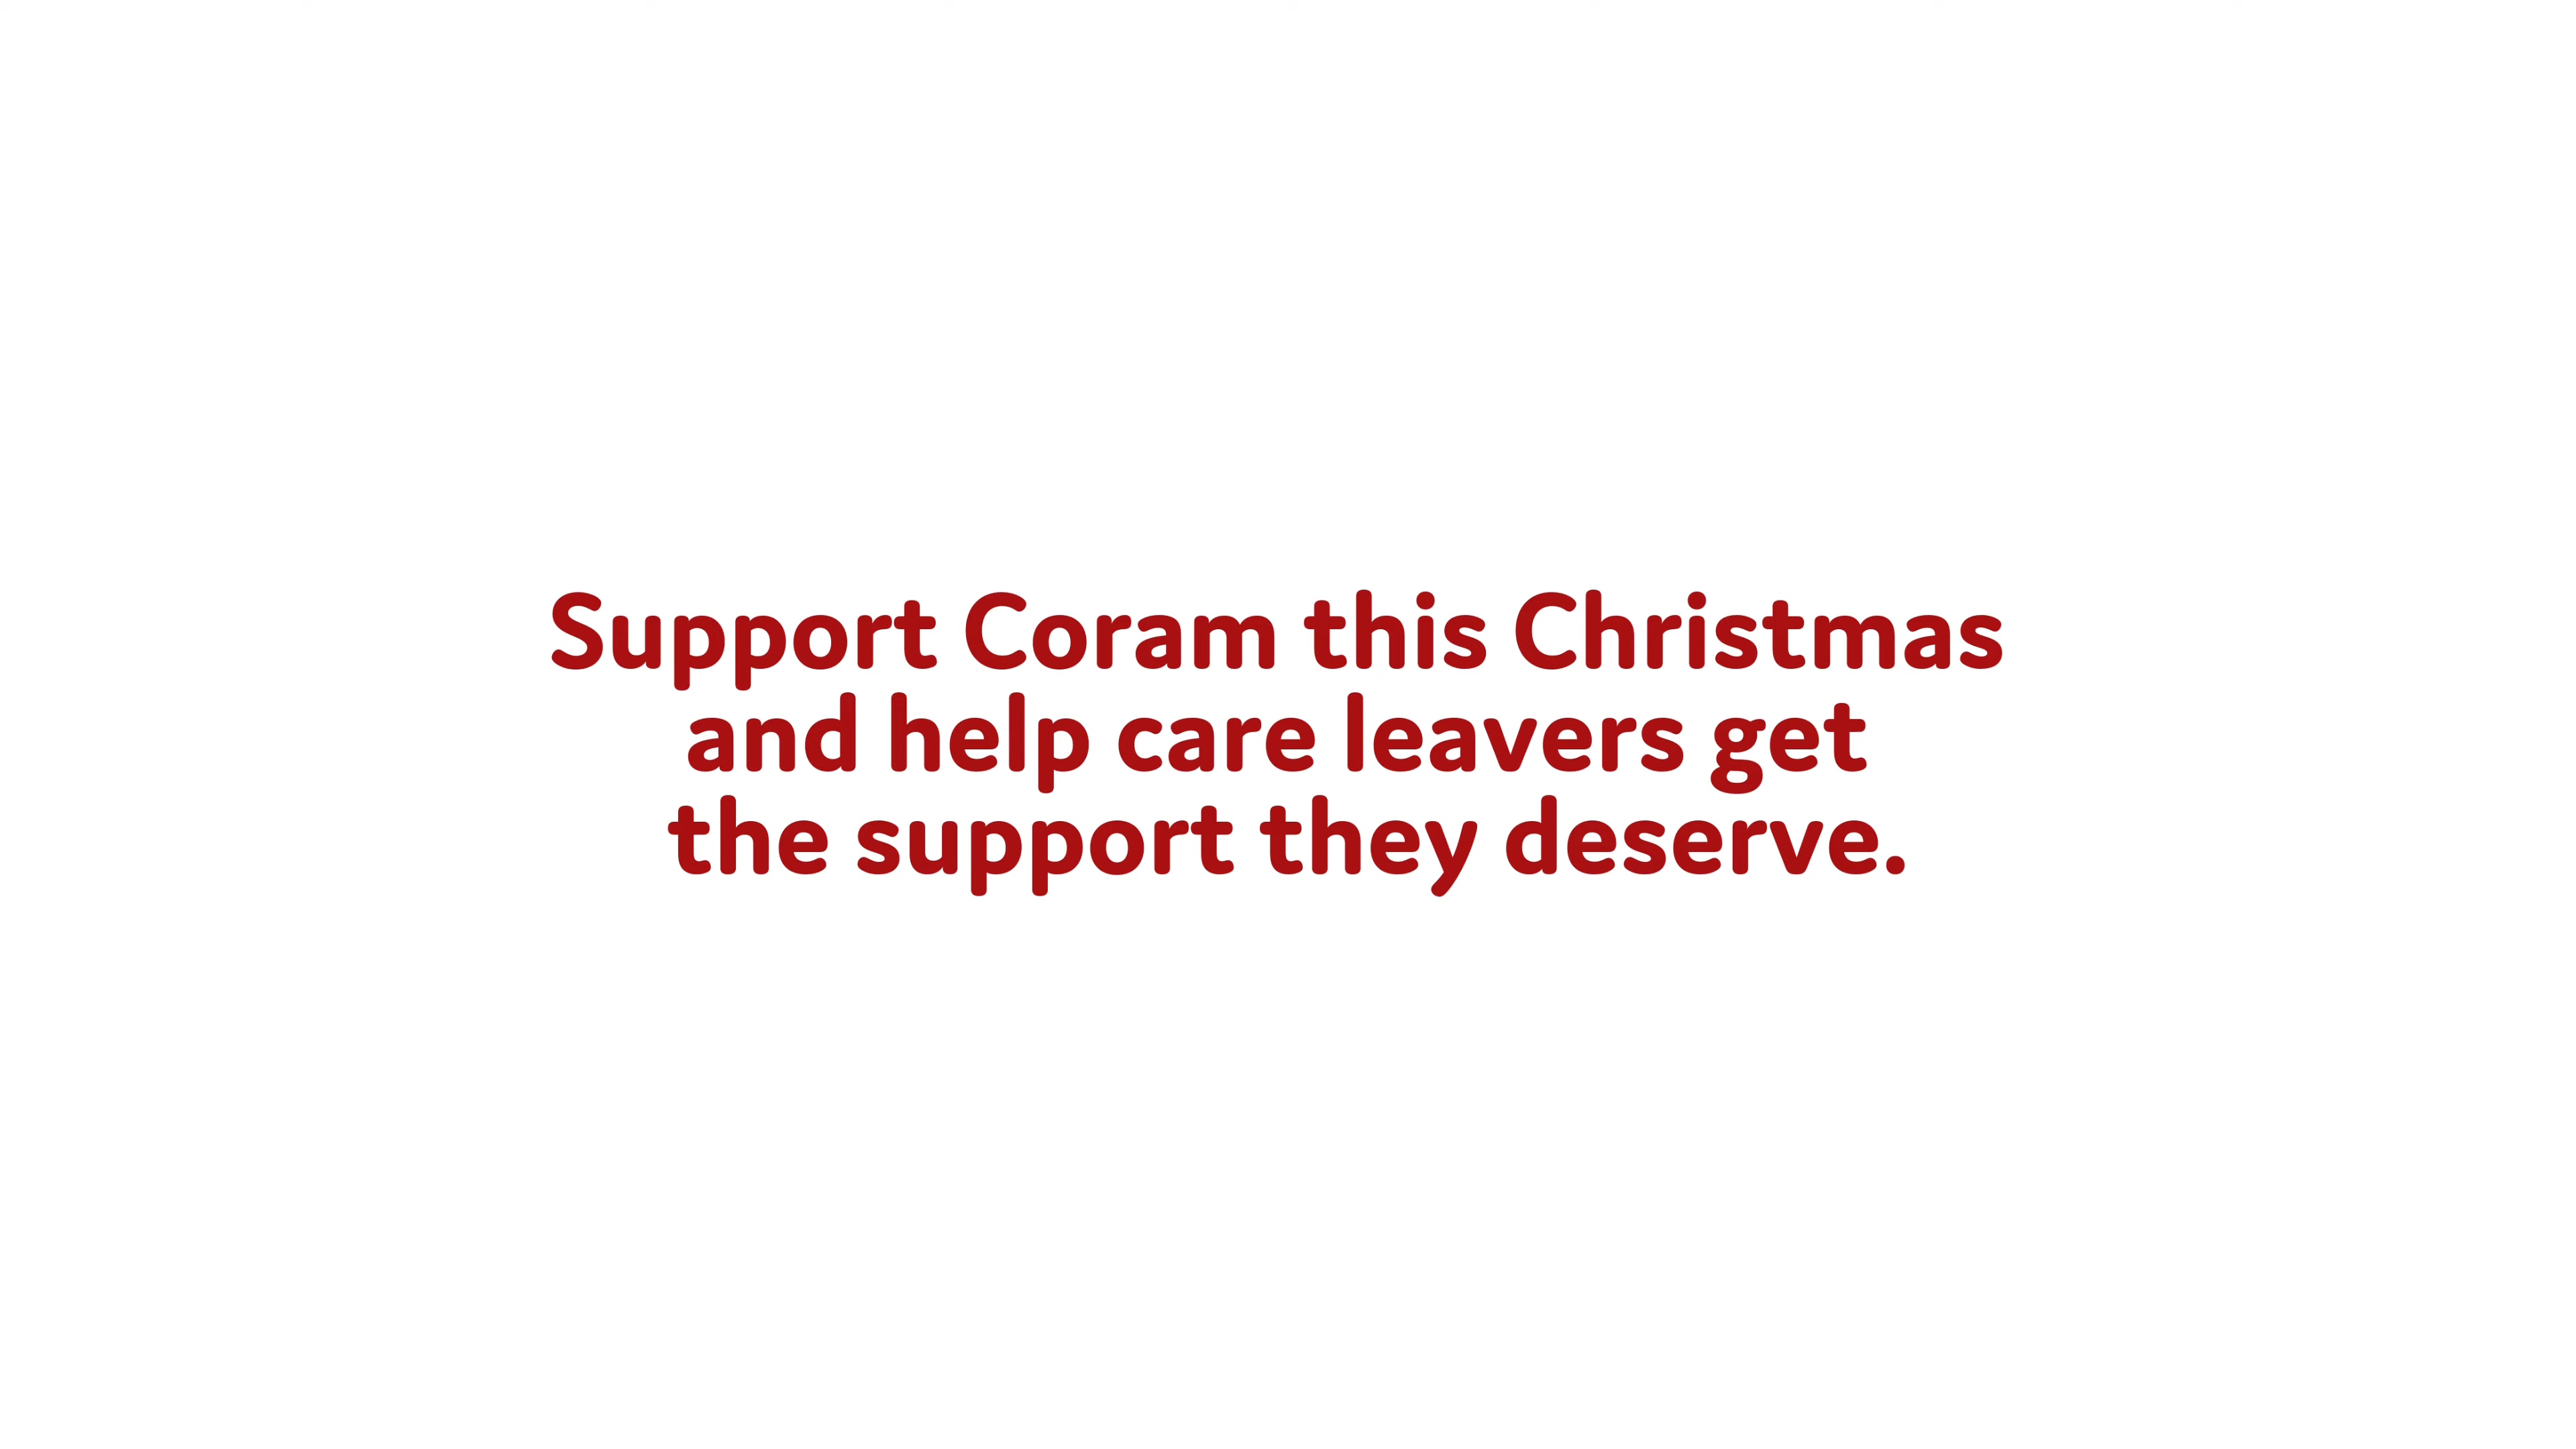 Support Coram this Christmas
and help care leavers get
the support they deserve.